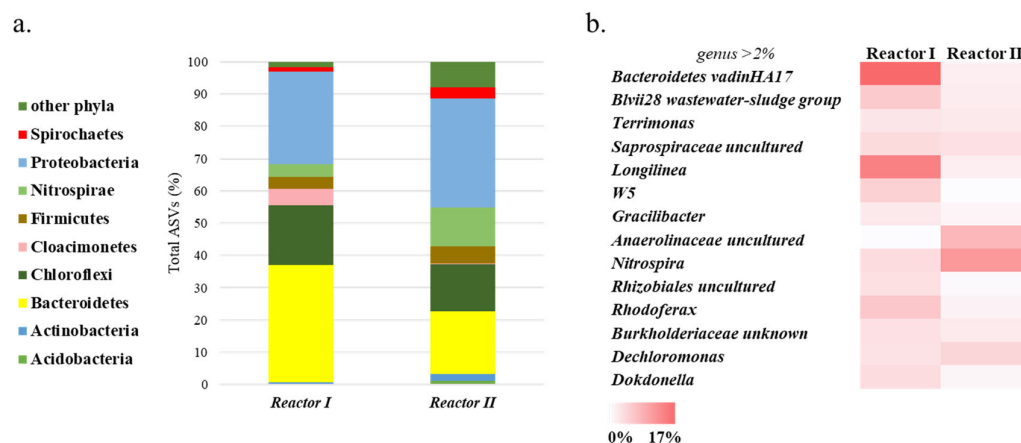 a.
other phyla
Spirochaetes
Proteobacteria
Nitrospirae
Firmicutes
Cloacimonetes
Chloroflexi
Bacteroidetes
Actinobacteria
Acidobacteria
Total ASVs (%)
100
90
80
70
60
50
40
30
20
10
0
Reactor I
Reactor II
b.
genus >2%
Reactor I
Reactor II
Bacteroidetes vadinHA17
Blvii28 wastewater-sludge group
Terrimonas
Saprospiraceae uncultured
Longilinea
W5
Gracilibacter
Anaerolinaceae uncultured
Nitrospira
Rhizobiales uncultured
Rhodoferax
Burkholderiaceae unknown
Dechloromonas
Dokdonella
0% 17%